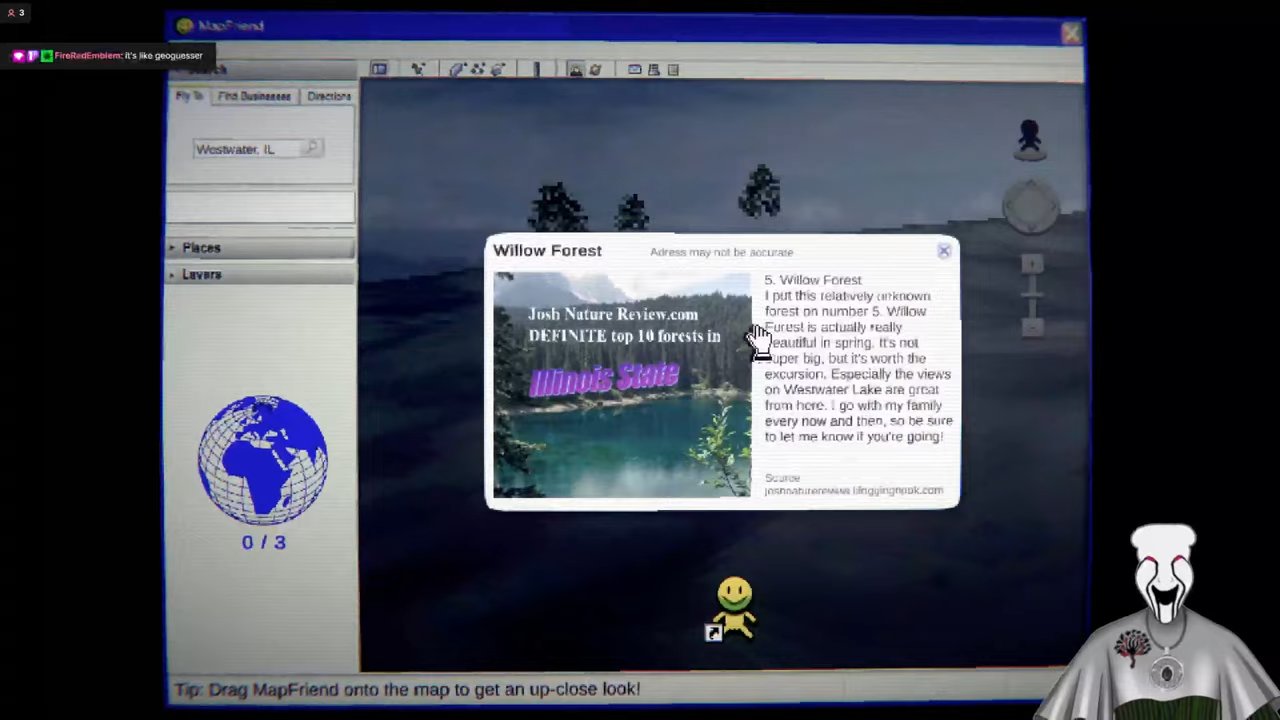 3
MapFriend
FireRedEmblem: it's like geoguesser
Search
Fly To
Find Businesses
Directions
Westwater, IL
Places
Layers
0 / 3
Willow Forest
Adress may not be accurate
Josh Nature Review.com
DEFINITE top 10 forests in
Illinois State
5. Willow Forest
I put this relatively unknown
forest on number 5. Willow
Forest is actually really
beautiful in spring. It's not
super big, but it's worth the
excursion. Especially the views
on Westwater Lake are great
from here. I go with my family
every now and then, so be sure
to let me know if you're going!
Source
joshnaturereview.bloggingnook.com
Tip: Drag MapFriend onto the map to get an up-close look!